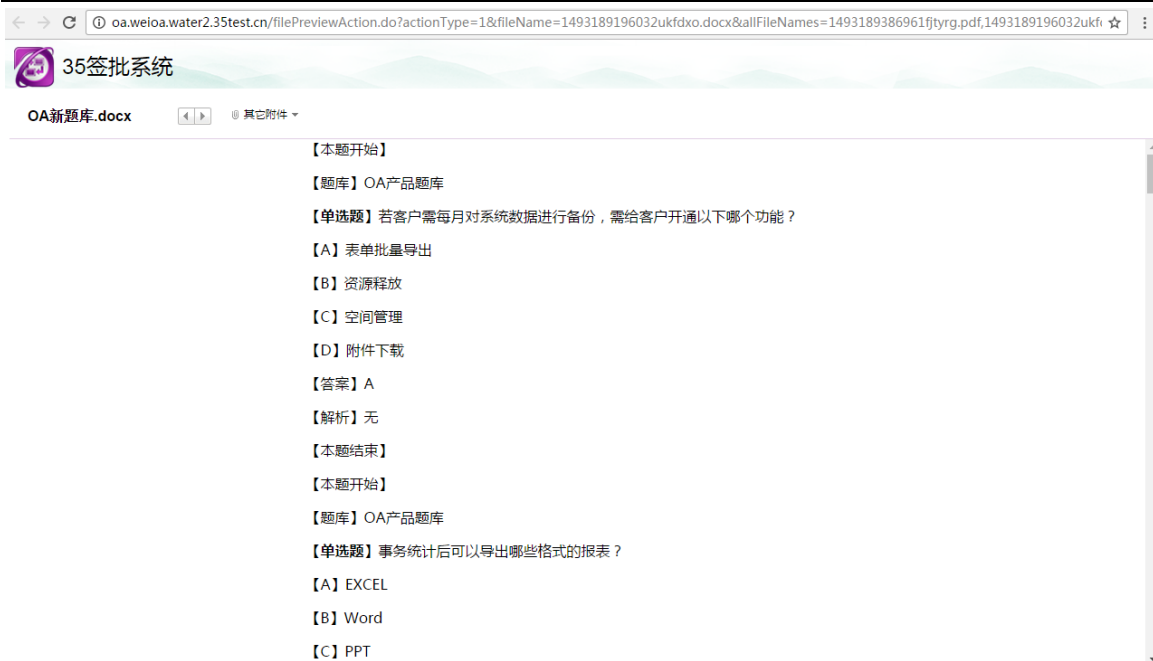 oa.weioa.water2.35test.cn/filePreviewAction.do?actionType=1&fileName=1493189196032ukfdxo.docx&allFileNames=1493189386961fjtyrg.pdf,1493189196032ukf
35签批系统
OA新题库.docx 其它附件
【本题开始】
【题库】OA产品题库
【单选题】若客户需每月对系统数据进行备份，需给客户开通以下哪个功能？
【A】表单批量导出
【B】资源释放
【C】空间管理
【D】附件下载
【答案】A
【解析】无
【本题结束】
【本题开始】
【题库】OA产品题库
【单选题】事务统计后可以导出哪些格式的报表？
【A】EXCEL
【B】Word
【C】PPT